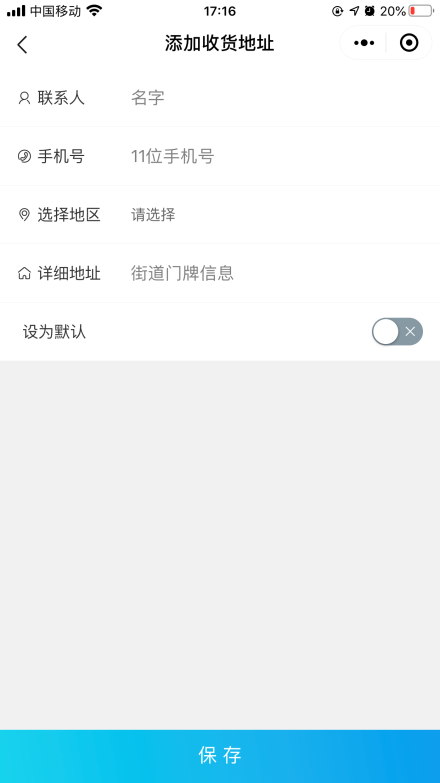 中国移动 17:16 20%
添加收货地址
联系人 名字
手机号 11位手机号
选择地区 请选择
详细地址 街道门牌信息
设为默认
保存